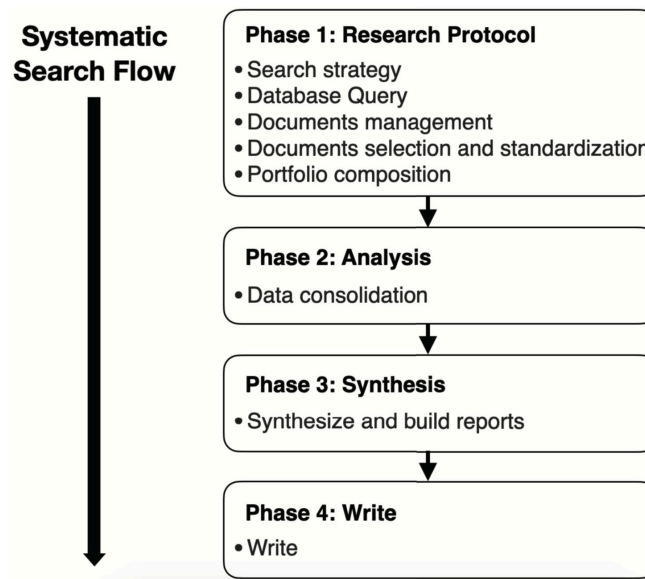 Systematic
Search Flow
Phase 1: Research Protocol
• Search strategy
• Database Query
• Documents management
• Documents selection and standardization
• Portfolio composition
Phase 2: Analysis
• Data consolidation
Phase 3: Synthesis
• Synthesize and build reports
Phase 4: Write
• Write